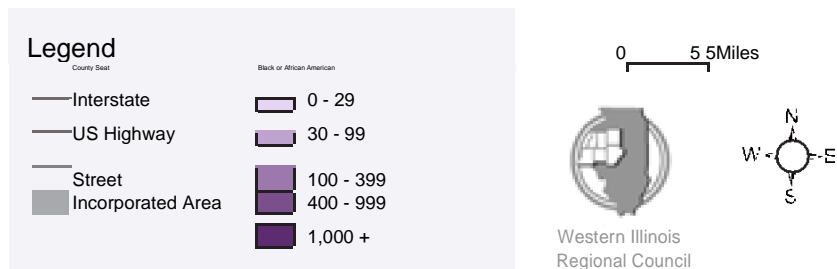 Legend
County Seat
Interstate
US Highway
Street
Incorporated Area
Black or African American
0 - 29
30 - 99
100 - 399
400 - 999
1,000 +
0 5 5Miles
Western Illinois
Regional Council
N
W E
S